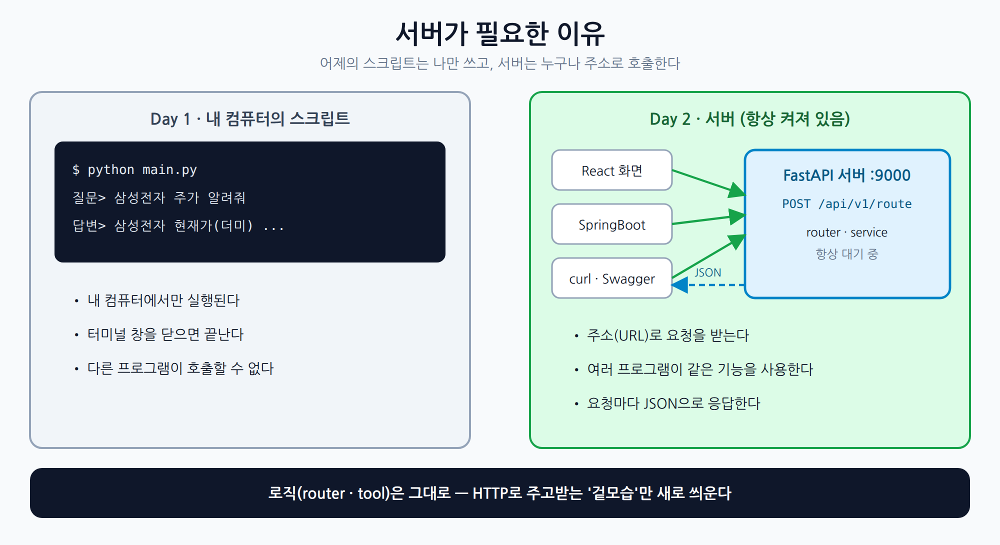 서버가 필요한 이유
어제의 스크립트는 나만 쓰고, 서버는 누구나 주소로 호출한다
Day 1 · 내 컴퓨터의 스크립트
$ python main.py
질문> 삼성전자 주가 알려줘
답변> 삼성전자 현재가(더미) ...
• 내 컴퓨터에서만 실행된다
• 터미널 창을 닫으면 끝난다
• 다른 프로그램이 호출할 수 없다
Day 2 · 서버 (항상 켜져 있음)
React 화면
SpringBoot
curl · Swagger
JSON
FastAPI 서버 :9000
POST /api/v1/route
router · service
항상 대기 중
• 주소(URL)로 요청을 받는다
• 여러 프로그램이 같은 기능을 사용한다
• 요청마다 JSON으로 응답한다
로직(router · tool)은 그대로 — HTTP로 주고받는 '겉모습'만 새로 씌운다